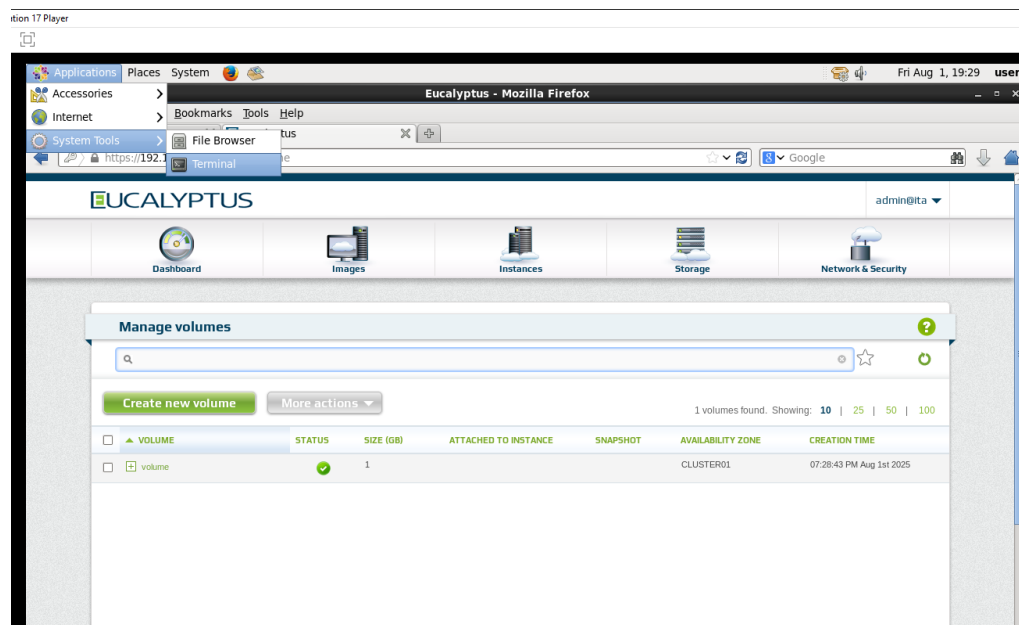 tion 17 Player
Applications Places System Fri Aug 1, 19:29 user
Accessories
Eucalyptus - Mozilla Firefox
Internet
Bookmarks Tools Help
System Tools
File Browser
tus
Terminal
https://192.1
Google
EUCALYPTUS
admin@ita
Dashboard Images Instances Storage Network & Security
Manage volumes
Create new volume More actions
1 volumes found. Showing: 10 | 25 | 50 | 100
VOLUME STATUS SIZE (GB) ATTACHED TO INSTANCE SNAPSHOT AVAILABILITY ZONE CREATION TIME
volume 1 CLUSTER01 07:28:43 PM Aug 1st 2025